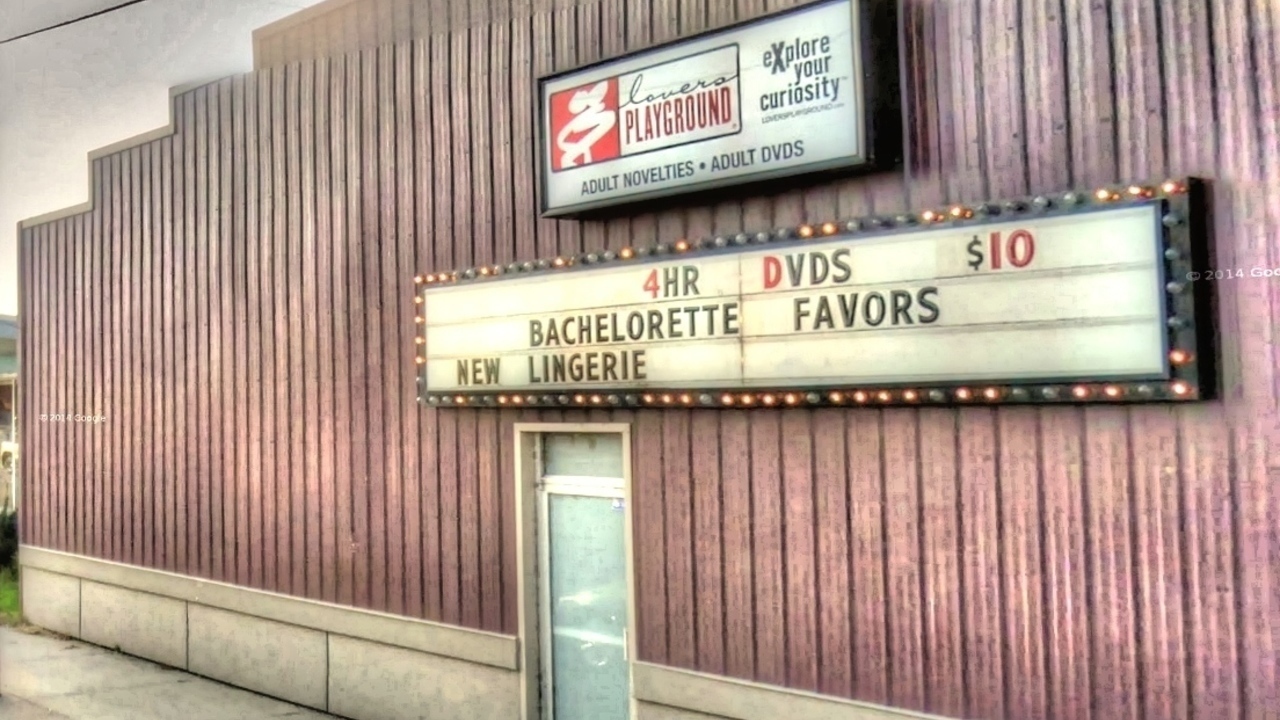 lovers
PLAYGROUND
eXplore
your
curiosity
LOVERSPLAYGROUND.com
ADULT NOVELTIES • ADULT DVDS
4HR DVDS $10
BACHELORETTE FAVORS
NEW LINGERIE
© 2014 Google
© 2014 Goo